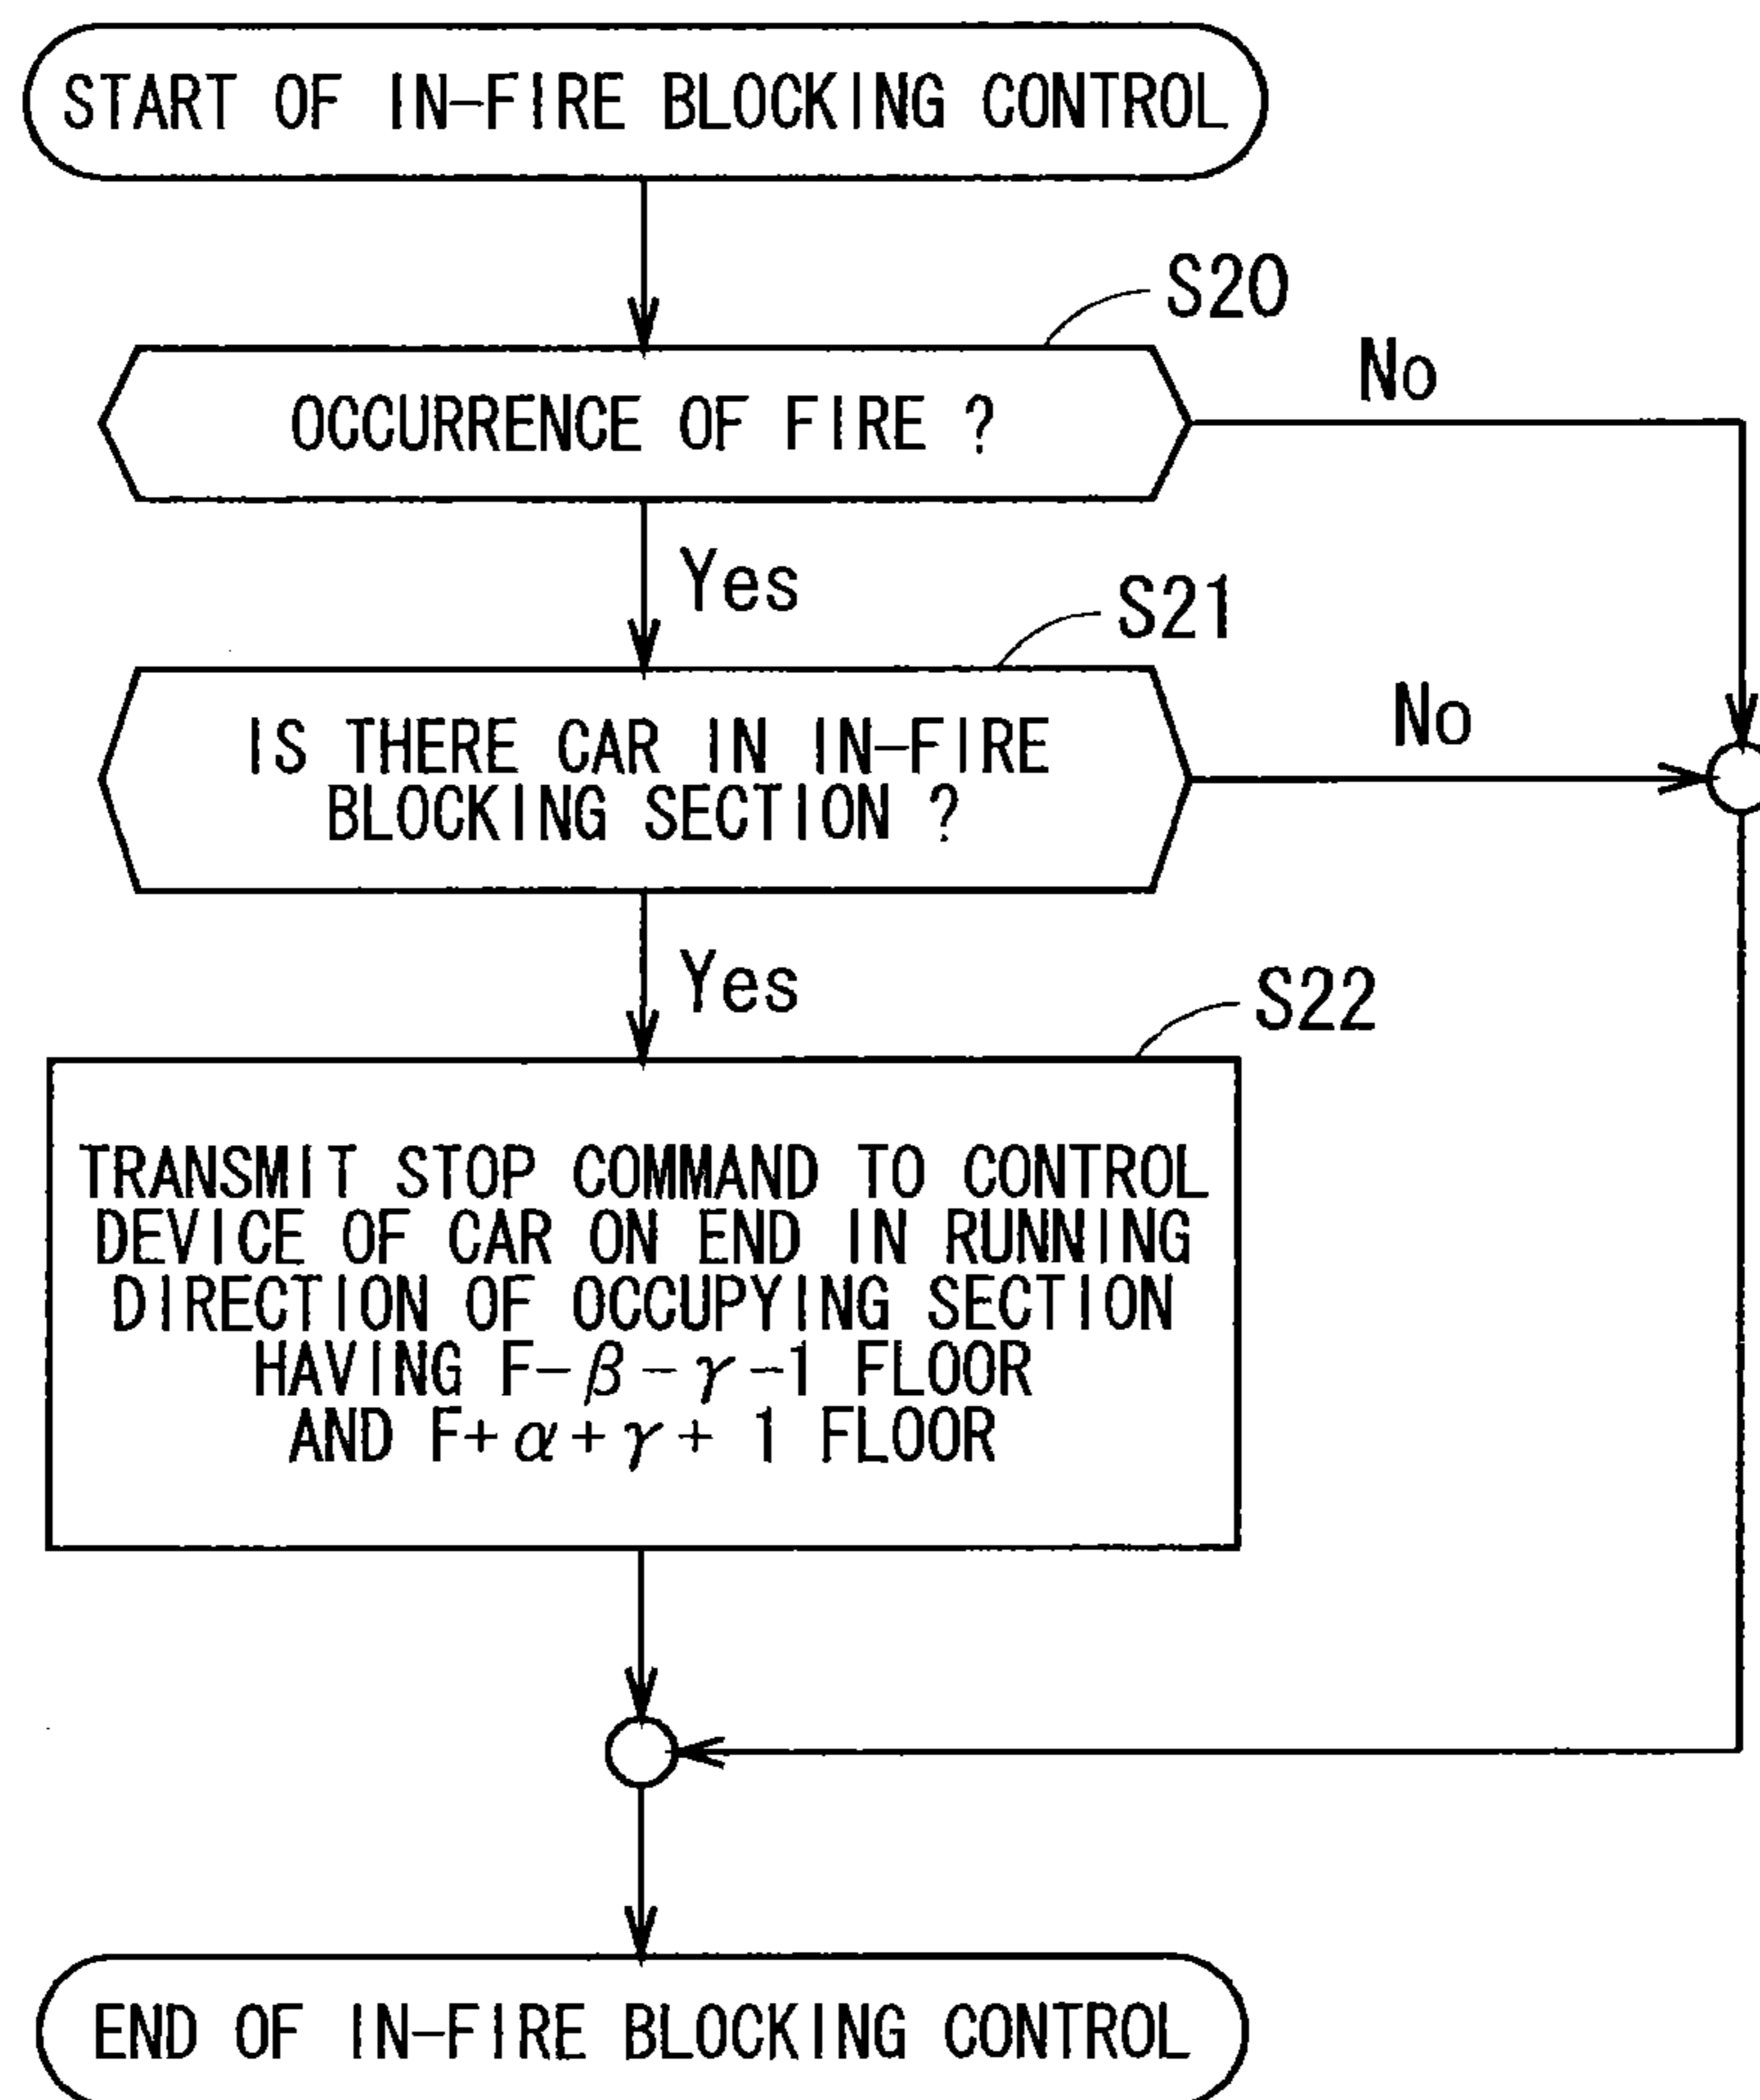 START OF IN-FIRE BLOCKING CONTROL
S20
No
OCCURRENCE OF FIRE ?
Yes
S21
No
IS THERE CAR IN IN-FIRE
BLOCKING SECTION ?
Yes
S22
TRANSMIT STOP COMMAND TO CONTROL
DEVICE OF CAR ON END IN RUNNING
DIRECTION OF OCCUPYING SECTION
HAVING F-β-γ-1 FLOOR
AND F+α+γ+1 FLOOR
END OF IN-FIRE BLOCKING CONTROL